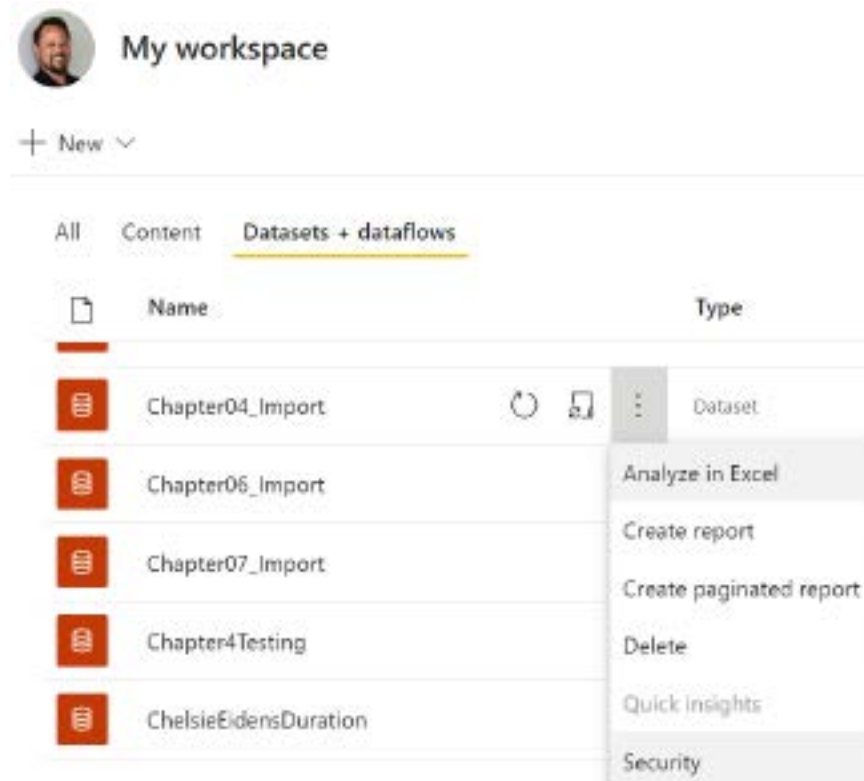 My workspace
New
All Content Datasets + dataflows
Name Type
Chapter04_Import Dataset
Analyze in Excel
Chapter06_Import
Create report
Chapter07_Import
Create paginated report
Chapter4Testing
Delete
Quick insights
ChelsieEidensDuration
Security